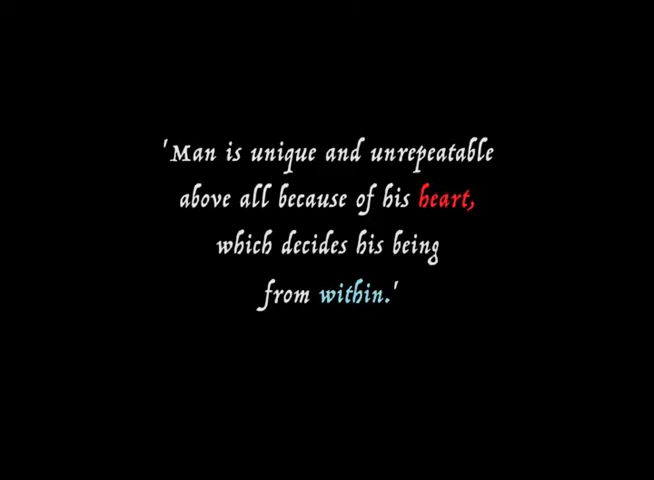 'Man is unique and unrepeatable
above all because of his heart,
which decides his being
from within.'